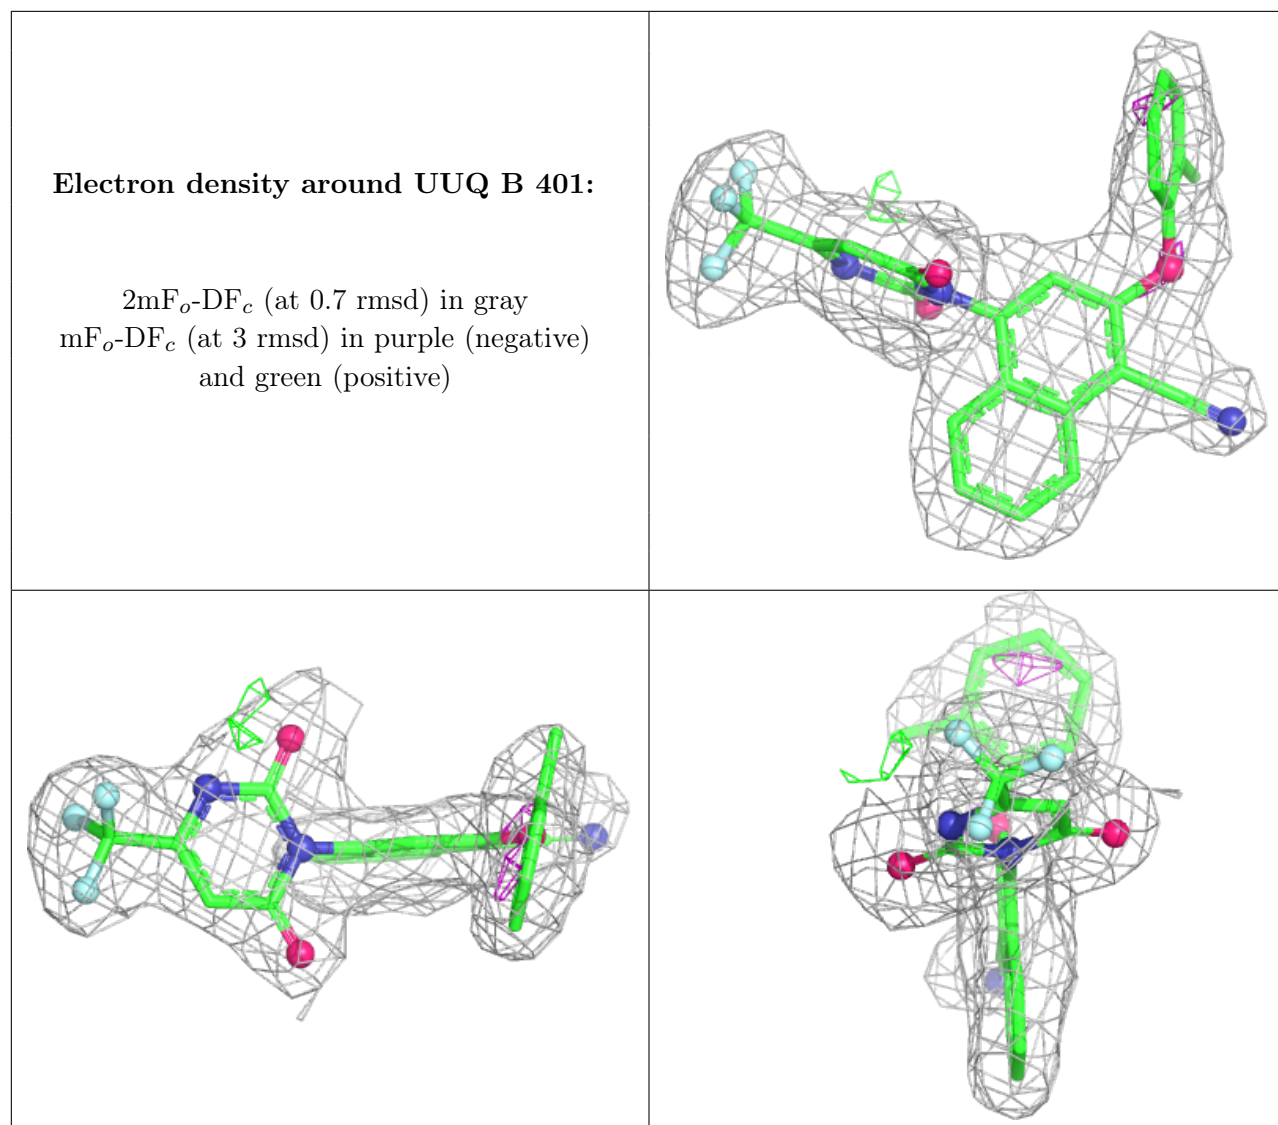 Electron density around UUQ B 401:
2mFₒ-DF𝒸 (at 0.7 rmsd) in gray
mFₒ-DF𝒸 (at 3 rmsd) in purple (negative)
and green (positive)